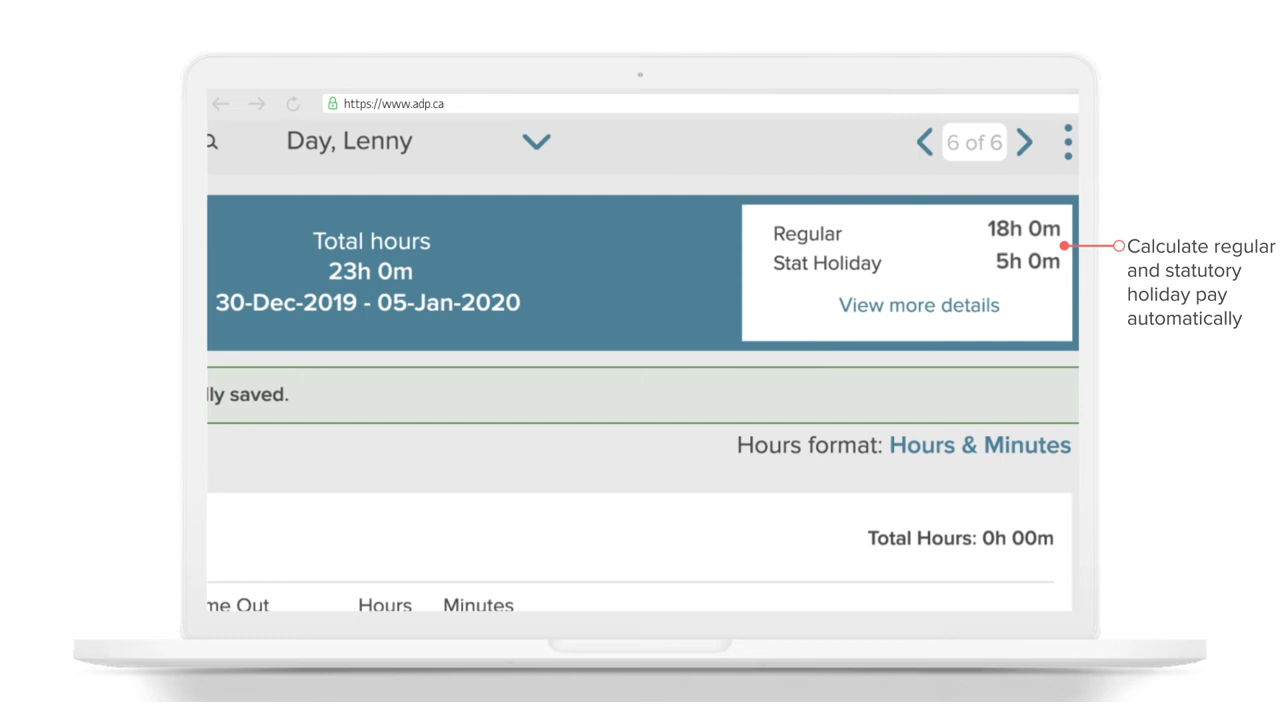 https://www.adp.ca
Day, Lenny
6 of 6
Total hours
23h 0m
30-Dec-2019 - 05-Jan-2020
Regular 18h 0m
Stat Holiday 5h 0m
View more details
Calculate regular
and statutory
holiday pay
automatically
lly saved.
Hours format: Hours & Minutes
Total Hours: 0h 00m
me Out Hours Minutes